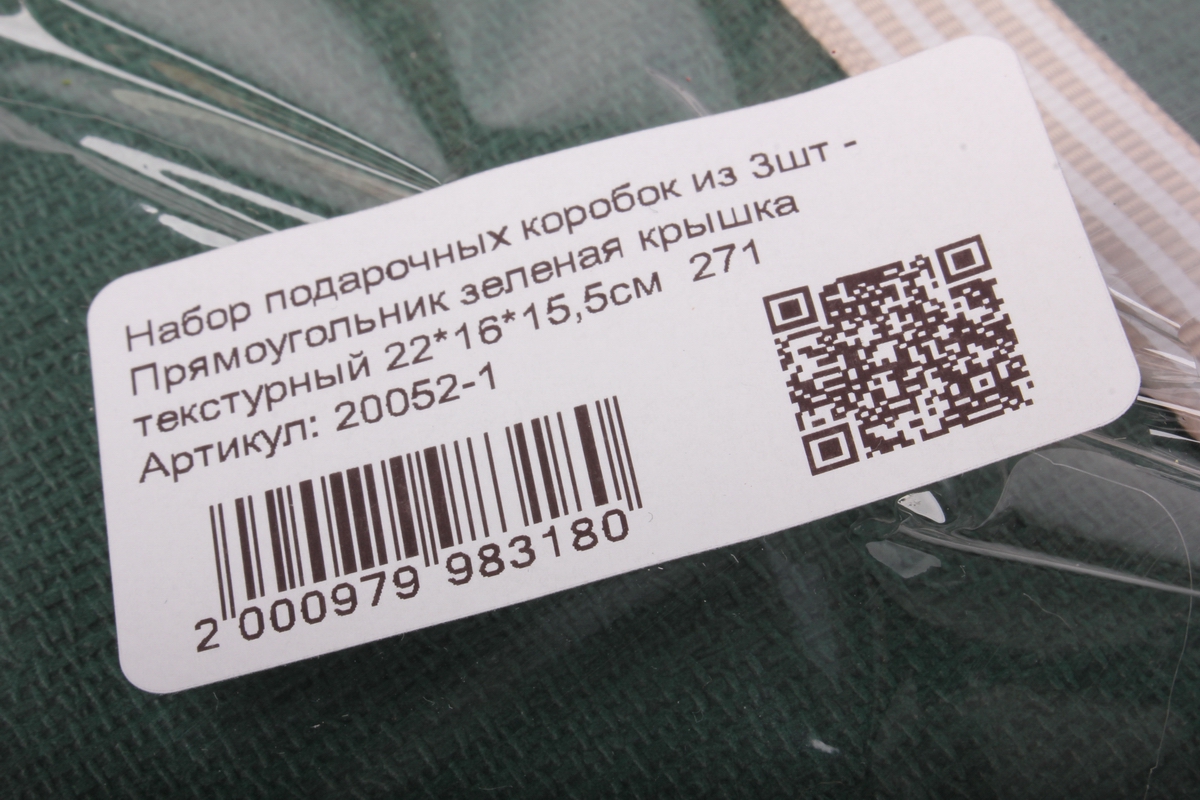 Набор подарочных коробок из 3шт -
Прямоугольник зеленая крышка
текстурный 22*16*15,5см 271
Артикул: 20052-1
2 000979 983180